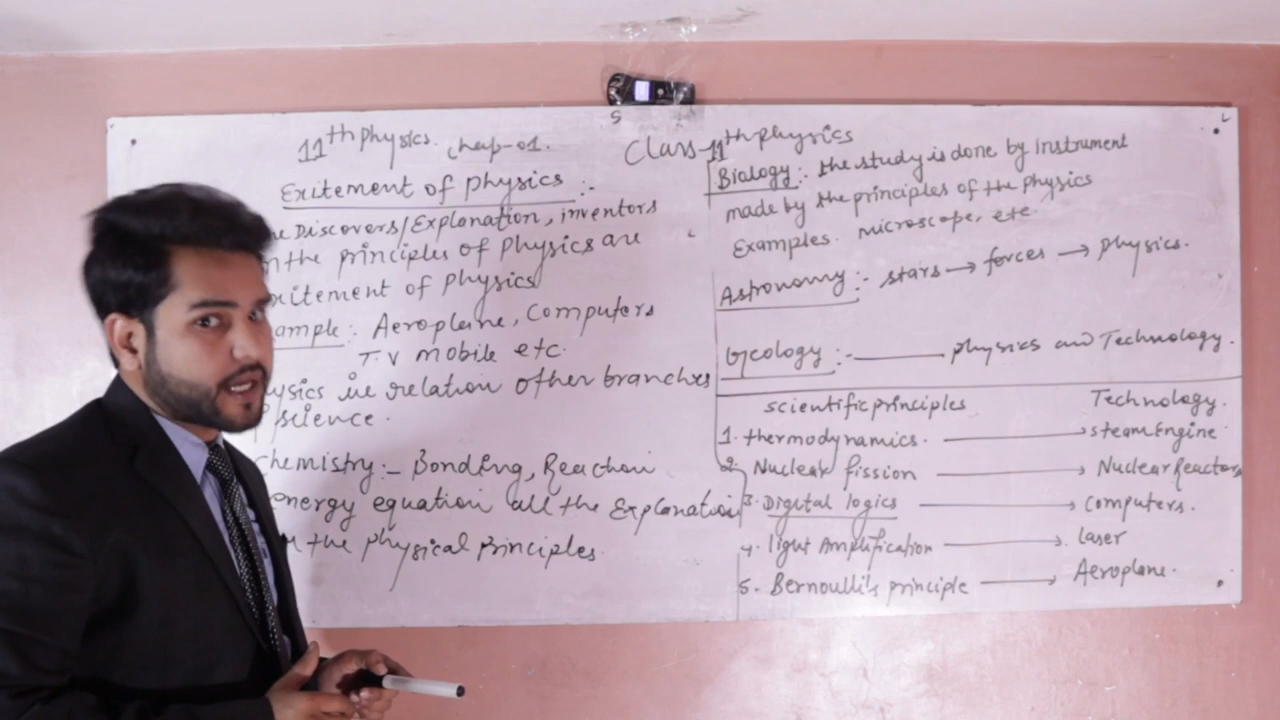 11th physics. chap-01.
Exitement of physics :-
Discovers/Explanation, inventors
the principles of physics are
xitement of physics
ample: Aeroplane, Computers
T.V mobile etc.
ysics in relation other branches
science.
chemistry:- Bonding, Reaction
energy equation all the Explanation
the physical principles.
Class-11th physics
Biology:- the study is done by instrument
made by the principles of the physics
Examples. microscope, etc.
Astronomy:- stars → forces → physics.
Geology:- ——— physics and Technology.
scientific principles Technology.
1. thermodynamics. → steam Engine
2. Nuclear fission → Nuclear Reactors
3. Digital logics → computers.
4. light Amplification → laser
5. Bernoulli's principle → Aeroplane.